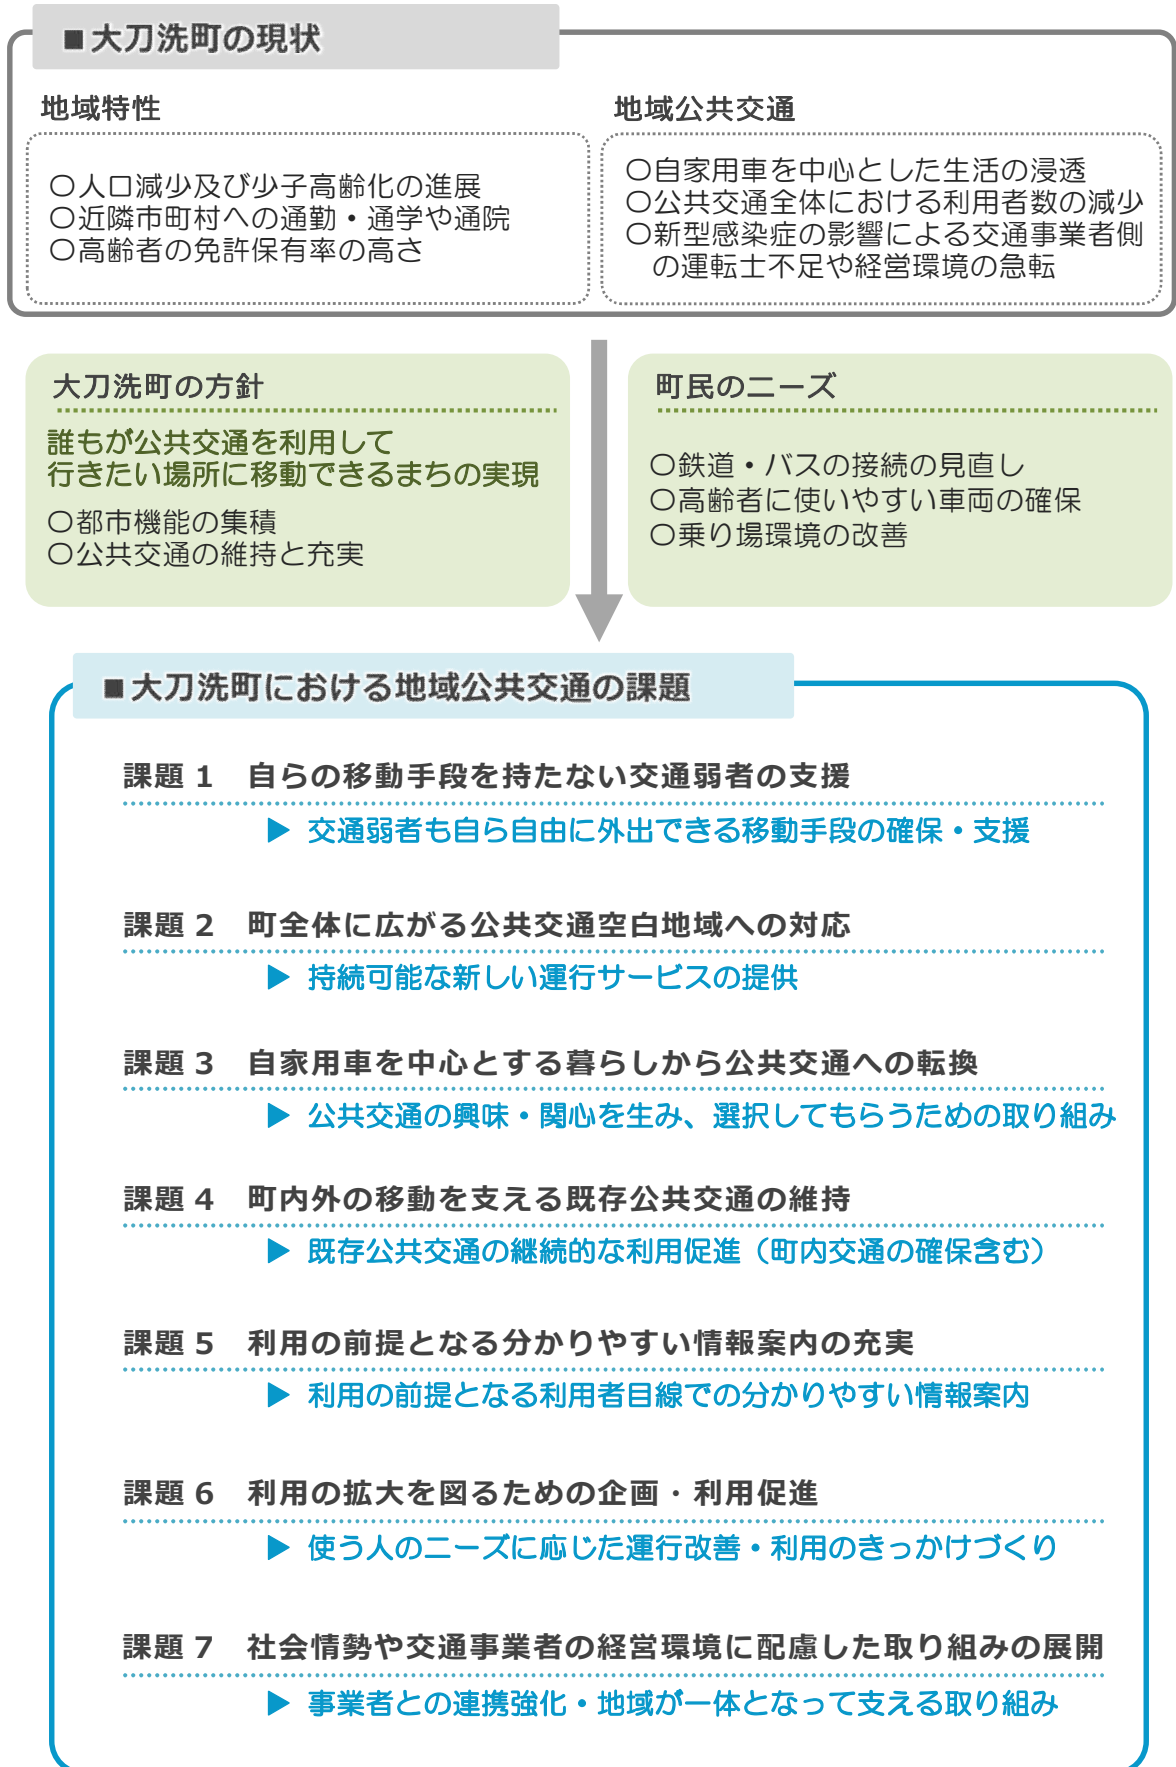 ■大刀洗町の現状
地域特性
〇人口減少及び少子高齢化の進展
〇近隣市町村への通勤・通学や通院
〇高齢者の免許保有率の高さ
地域公共交通
〇自家用車を中心とした生活の浸透
〇公共交通全体における利用者数の減少
〇新型感染症の影響による交通事業者側
の運転士不足や経営環境の急転
大刀洗町の方針
誰もが公共交通を利用して
行きたい場所に移動できるまちの実現
〇都市機能の集積
〇公共交通の維持と充実
町民のニーズ
〇鉄道・バスの接続の見直し
〇高齢者に使いやすい車両の確保
〇乗り場環境の改善
■大刀洗町における地域公共交通の課題
課題1 自らの移動手段を持たない交通弱者の支援
▶ 交通弱者も自ら自由に外出できる移動手段の確保・支援
課題2 町全体に広がる公共交通空白地域への対応
▶ 持続可能な新しい運行サービスの提供
課題3 自家用車を中心とする暮らしから公共交通への転換
▶ 公共交通の興味・関心を生み、選択してもらうための取り組み
課題4 町内外の移動を支える既存公共交通の維持
▶ 既存公共交通の継続的な利用促進（町内交通の確保含む）
課題5 利用の前提となる分かりやすい情報案内の充実
▶ 利用の前提となる利用者目線での分かりやすい情報案内
課題6 利用の拡大を図るための企画・利用促進
▶ 使う人のニーズに応じた運行改善・利用のきっかけづくり
課題7 社会情勢や交通事業者の経営環境に配慮した取り組みの展開
▶ 事業者との連携強化・地域が一体となって支える取り組み